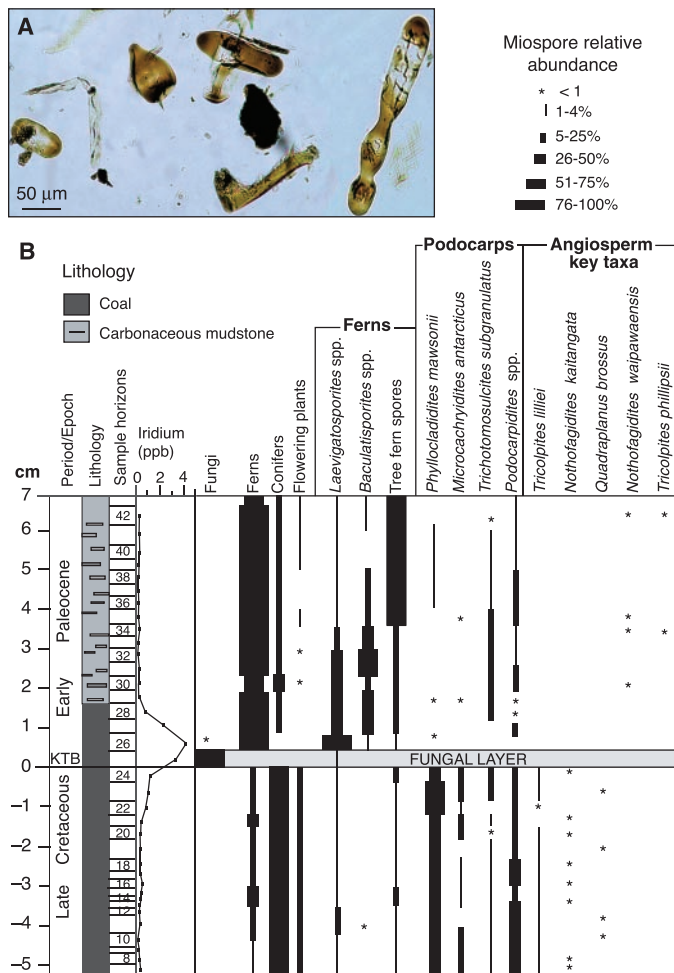 A
50 μm
Miospore relative
abundance
* < 1
1-4%
5-25%
26-50%
51-75%
76-100%
B
Lithology
Coal
Carbonaceous mudstone
Podocarps
Angiosperm
key taxa
Ferns
Period/Epoch
Lithology
Sample horizons
Iridium
(ppb)
0 2 4
Fungi
Ferns
Conifers
Flowering plants
Laevigatosporites spp.
Baculatisporites spp.
Tree fern spores
Phyllocladidites mawsonii
Microcachryidites antarcticus
Trichotomosulcites subgranulatus
Podocarpidites spp.
Tricolpites lilliei
Nothofagidites kaitangata
Quadraplanus brossus
Nothofagidites waipawaensis
Tricolpites phillipsii
cm
7
6
5
4
3
2
1
0
−1
−2
−3
−4
−5
Early Paleocene
KTB
Late Cretaceous
42
40
38
36
34
32
30
28
26
24
22
20
18
16
14
12
10
8
FUNGAL LAYER